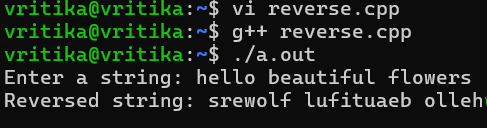 vritika@vritika:~$ vi reverse.cpp
vritika@vritika:~$ g++ reverse.cpp
vritika@vritika:~$ ./a.out
Enter a string: hello beautiful flowers
Reversed string: srewolf lufituaeb olleh